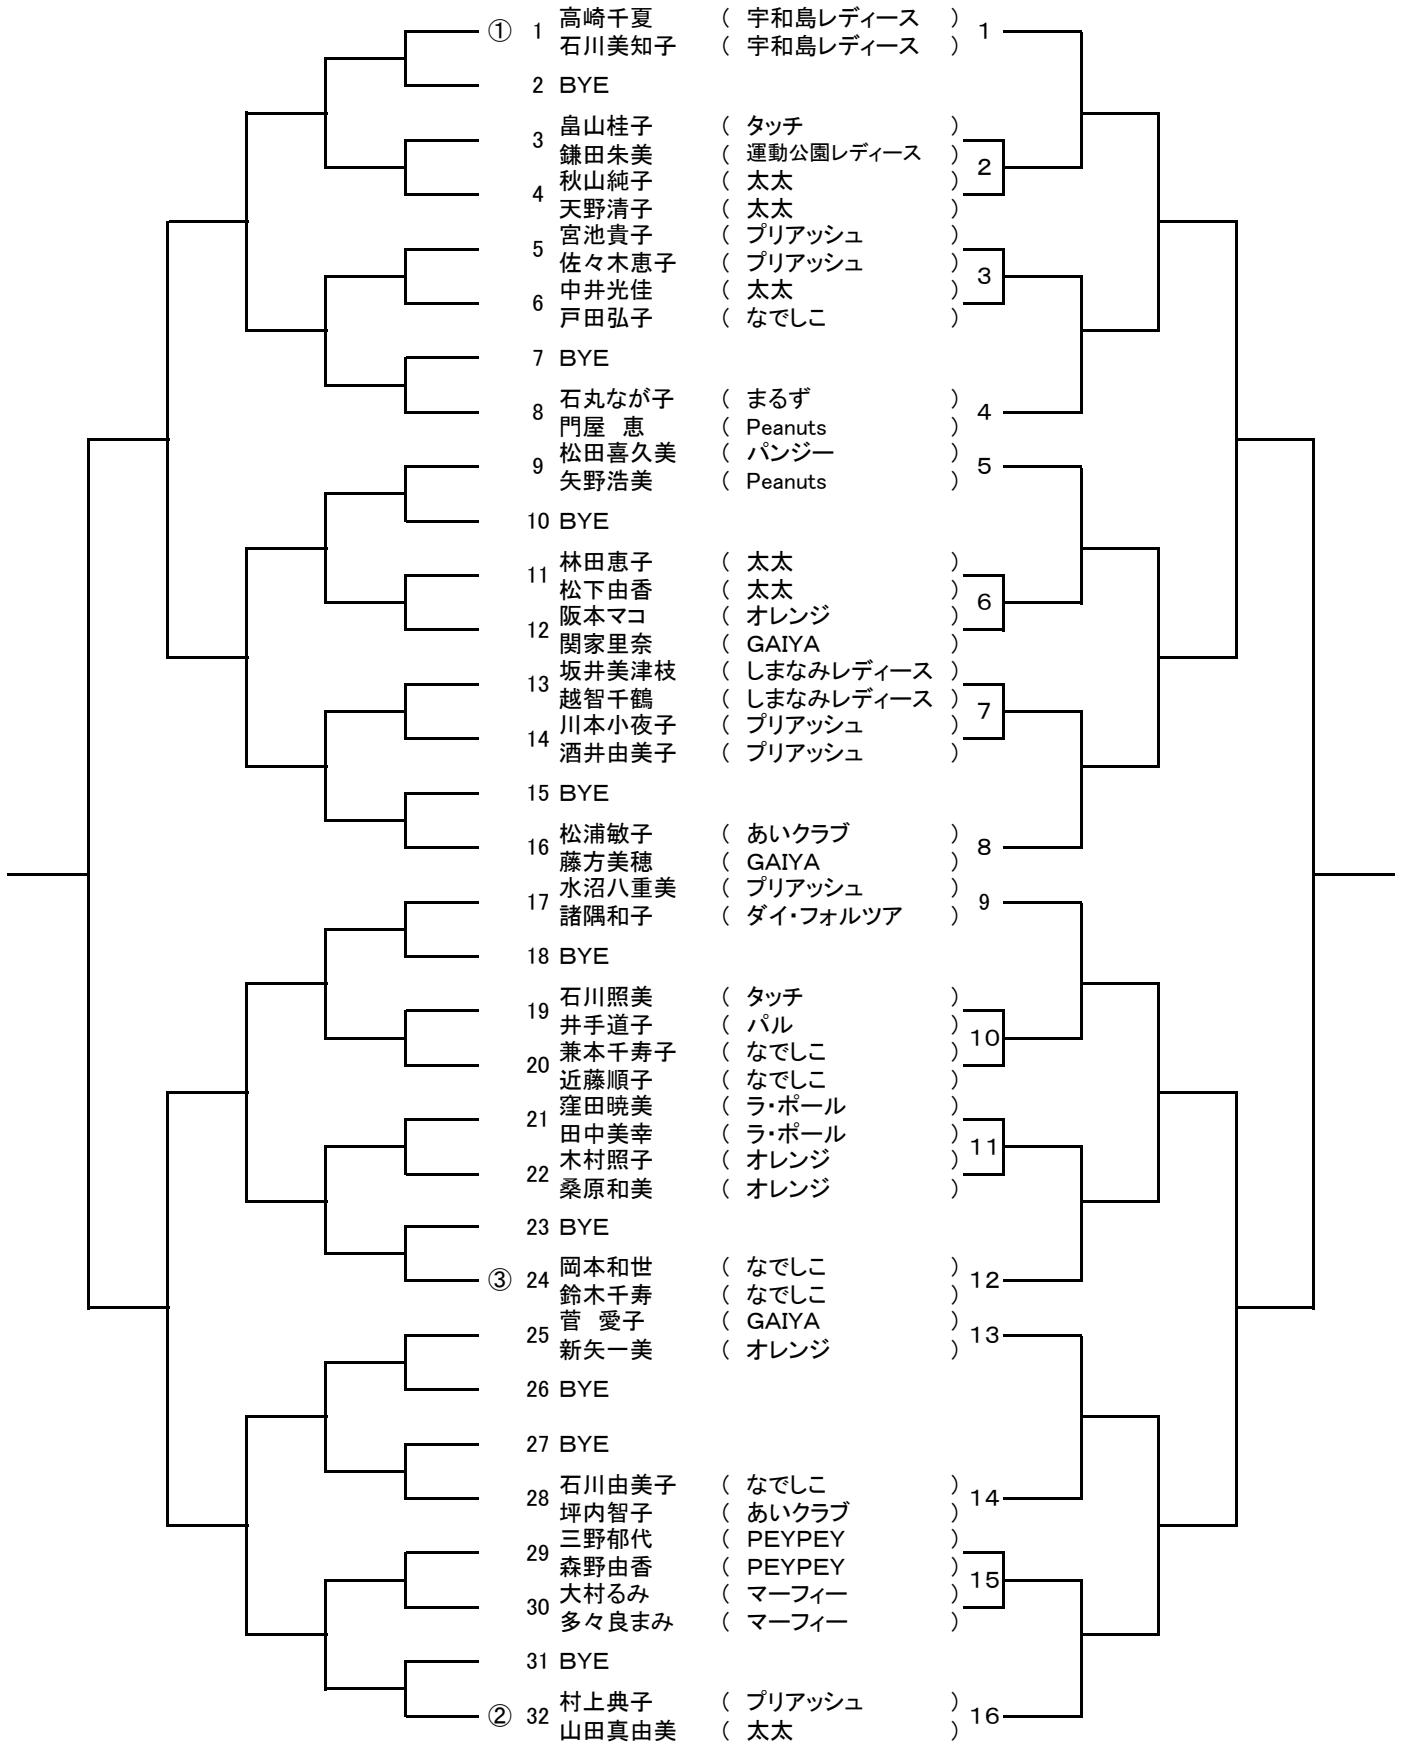 ① 1 高崎千夏 ( 宇和島レディース ) 1
石川美知子 ( 宇和島レディース )
2 BYE
3 畠山桂子 ( タッチ )
鎌田朱美 ( 運動公園レディース ) 2
4 秋山純子 ( 太太 )
天野清子 ( 太太 )
5 宮池貴子 ( プリアッシュ )
佐々木恵子 ( プリアッシュ ) 3
6 中井光佳 ( 太太 )
戸田弘子 ( なでしこ )
7 BYE
8 石丸なが子 ( まるず ) 4
門屋 恵 ( Peanuts )
9 松田喜久美 ( パンジー ) 5
矢野浩美 ( Peanuts )
10 BYE
11 林田恵子 ( 太太 )
松下由香 ( 太太 ) 6
12 阪本マコ ( オレンジ )
関家里奈 ( GAIYA )
13 坂井美津枝 ( しまなみレディース )
越智千鶴 ( しまなみレディース ) 7
14 川本小夜子 ( プリアッシュ )
酒井由美子 ( プリアッシュ )
15 BYE
16 松浦敏子 ( あいクラブ ) 8
藤方美穂 ( GAIYA )
17 水沼八重美 ( プリアッシュ ) 9
諸隅和子 ( ダイ・フォルツア )
18 BYE
19 石川照美 ( タッチ )
井手道子 ( パル ) 10
20 兼本千寿子 ( なでしこ )
近藤順子 ( なでしこ )
21 窪田暁美 ( ラ・ポール )
田中美幸 ( ラ・ポール ) 11
22 木村照子 ( オレンジ )
桑原和美 ( オレンジ )
23 BYE
③ 24 岡本和世 ( なでしこ ) 12
鈴木千寿 ( なでしこ )
25 菅 愛子 ( GAIYA ) 13
新矢一美 ( オレンジ )
26 BYE
27 BYE
28 石川由美子 ( なでしこ ) 14
坪内智子 ( あいクラブ )
29 三野郁代 ( PEYPEY )
森野由香 ( PEYPEY ) 15
30 大村るみ ( マーフィー )
多々良まみ ( マーフィー )
31 BYE
② 32 村上典子 ( プリアッシュ ) 16
山田真由美 ( 太太 )